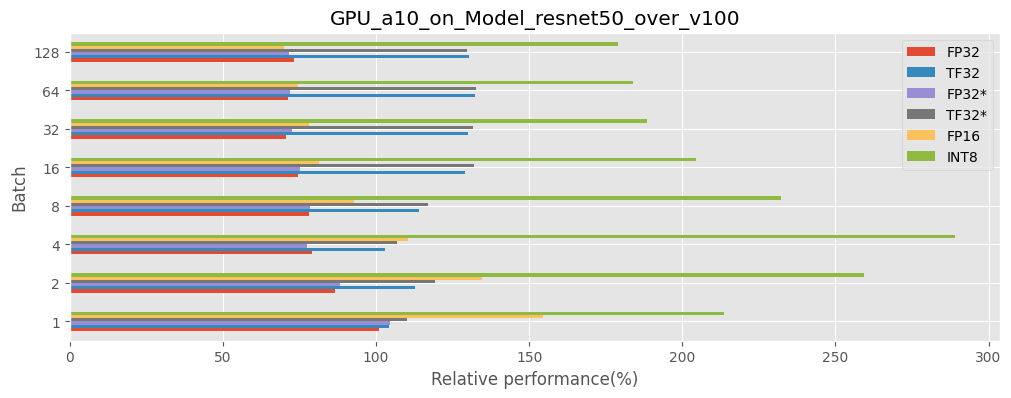 GPU_a10_on_Model_resnet50_over_v100
FP32
TF32
FP32*
TF32*
FP16
INT8
Batch
128
64
32
16
8
4
2
1
0 50 100 150 200 250 300
Relative performance(%)